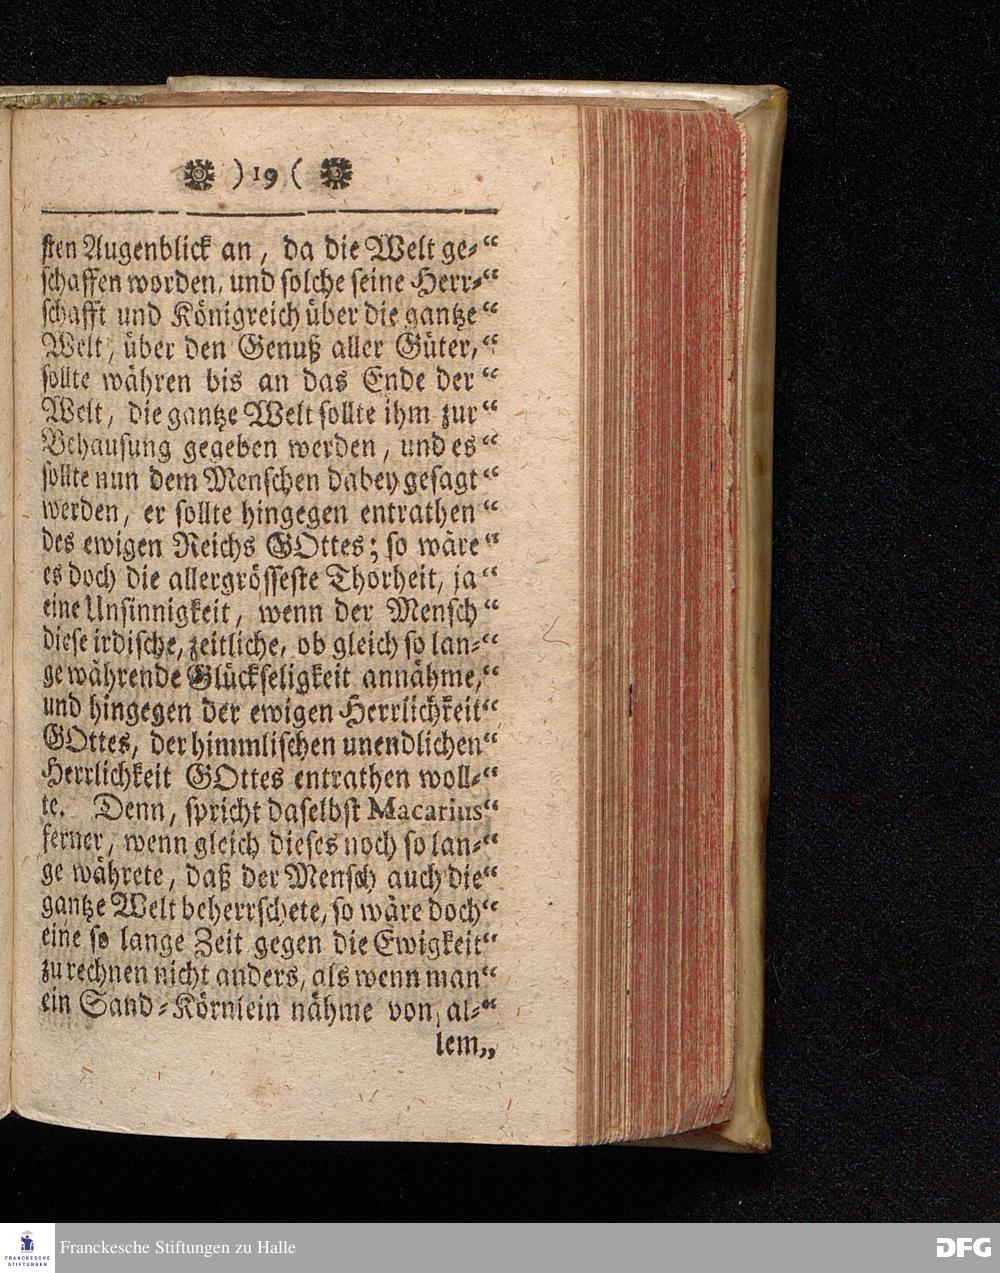 ) 19 (
sten Augenblick an, da die Welt ge-“
schaffen worden, und solche seine Herr-“
schafft und Königreich über die gantze“
Welt, über den Genuß aller Güter,“
sollte währen bis an das Ende der“
Welt, die gantze Welt sollte ihm zur“
Behausung gegeben werden, und es“
sollte nun dem Menschen dabey gesagt“
werden, er sollte hingegen entrathen“
des ewigen Reichs GOttes; so wäre“
es doch die allergrösseste Thorheit, ja“
eine Unsinnigkeit, wenn der Mensch“
diese irdische, zeitliche, ob gleich so lan-“
ge währende Glückseligkeit annähme,“
und hingegen der ewigen Herrlichkeit“
GOttes, der himmlischen unendlichen“
Herrlichkeit GOttes entrathen woll-“
te. Denn, spricht daselbst Macarius“
ferner, wenn gleich dieses noch so lan-“
ge währete, daß der Mensch auch die“
gantze Welt beherrschete, so wäre doch“
eine so lange Zeit gegen die Ewigkeit“
zu rechnen nicht anders, als wenn man“
ein Sand-Körnlein nähme von al-“
lem„
FRANCKESCHE
STIFTUNGEN
Franckesche Stiftungen zu Halle
DFG